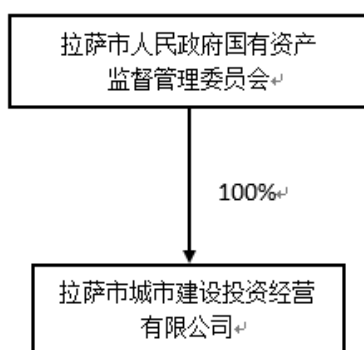 拉萨市人民政府国有资产
监督管理委员会
100%
拉萨市城市建设投资经营
有限公司